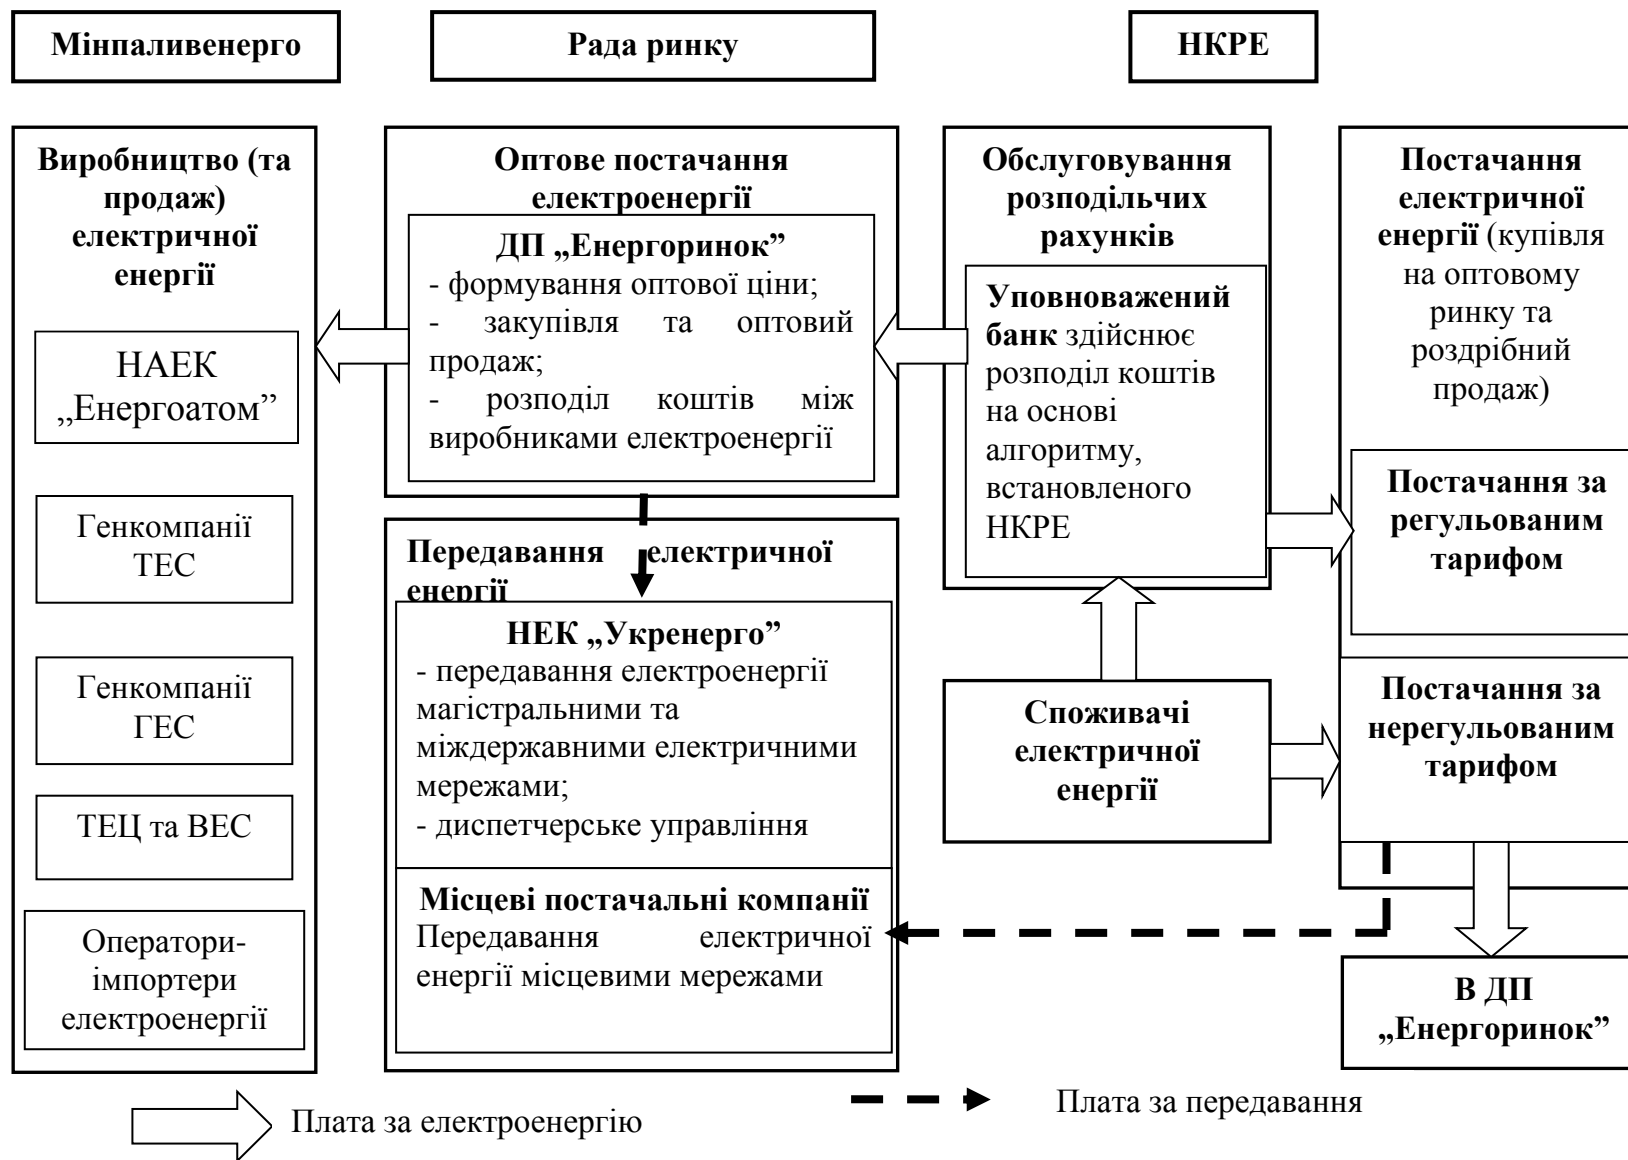 Мінпаливенерго
Рада ринку
НКРЕ
Виробництво (та
продаж)
електричної
енергії
НАЕК
„Енергоатом”
Генкомпанії
ТЕС
Генкомпанії
ГЕС
ТЕЦ та ВЕС
Оператори-
імпортери
електроенергії
Оптове постачання
електроенергії
ДП „Енергоринок”
- формування оптової ціни;
- закупівля та оптовий
продаж;
- розподіл коштів між
виробниками електроенергії
Передавання електричної
енергії
НЕК „Укренерго”
- передавання електроенергії
магістральними та
міждержавними електричними
мережами;
- диспетчерське управління
Місцеві постачальні компанії
Передавання електричної
енергії місцевими мережами
Обслуговування
розподільчих
рахунків
Уповноважений
банк здійснює
розподіл коштів
на основі
алгоритму,
встановленого
НКРЕ
Споживачі
електричної
енергії
Постачання
електричної
енергії (купівля
на оптовому
ринку та
роздрібний
продаж)
Постачання за
регульованим
тарифом
Постачання за
нерегульованим
тарифом
В ДП
„Енергоринок”
Плата за електроенергію
Плата за передавання